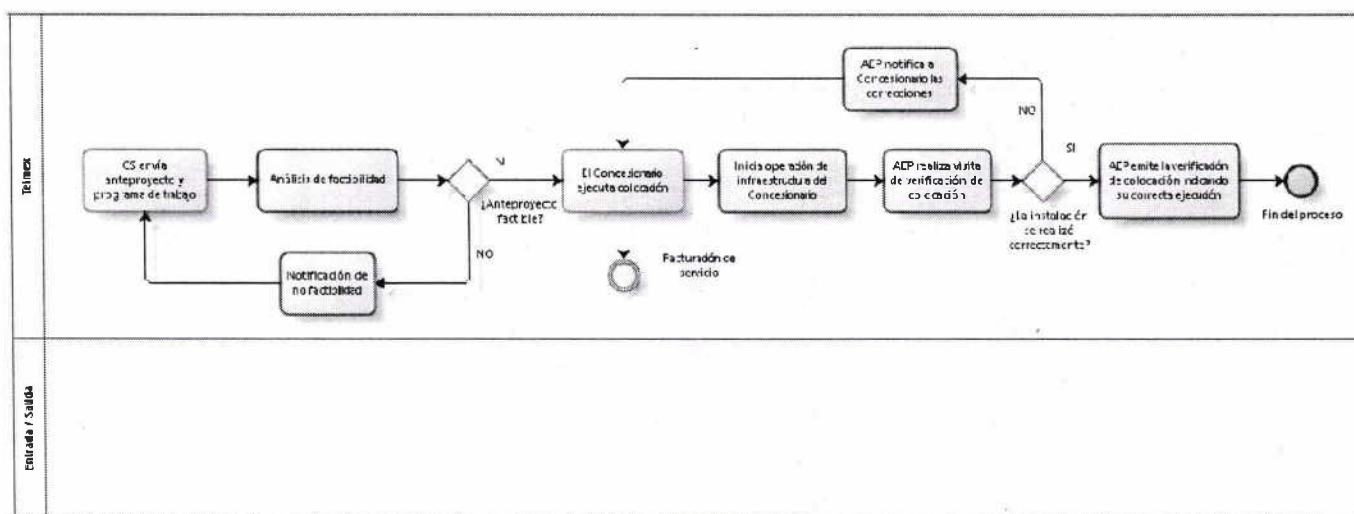 Telmex
AEP notifica a
Concesionario las
correcciones
NO
CS envía
anteproyecto y
programa de trabajo
Análisis de factibilidad
¿Anteproyecto
factible?
NO
Notificación de
no factibilidad
El Concesionario
ejecuta colocación
Facturación de
servicio
Inicia operación de
infraestructura del
Concesionario
AEP realiza visita
de verificación de
colocación
SI
¿La instalación
se realizó
correctamente?
AEP emite la verificación
de colocación indicando
su correcta ejecución
Fin del proceso
Entrada / Salida